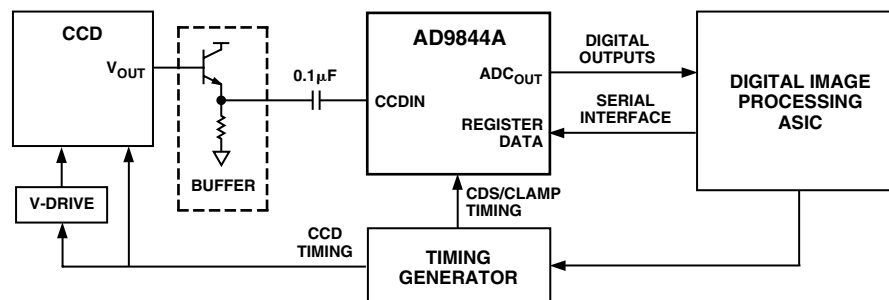 CCD
V_OUT
BUFFER
0.1µF
AD9844A
CCDIN
ADC_OUT
REGISTER
DATA
DIGITAL
OUTPUTS
SERIAL
INTERFACE
DIGITAL IMAGE
PROCESSING
ASIC
V-DRIVE
CCD
TIMING
CDS/CLAMP
TIMING
TIMING
GENERATOR